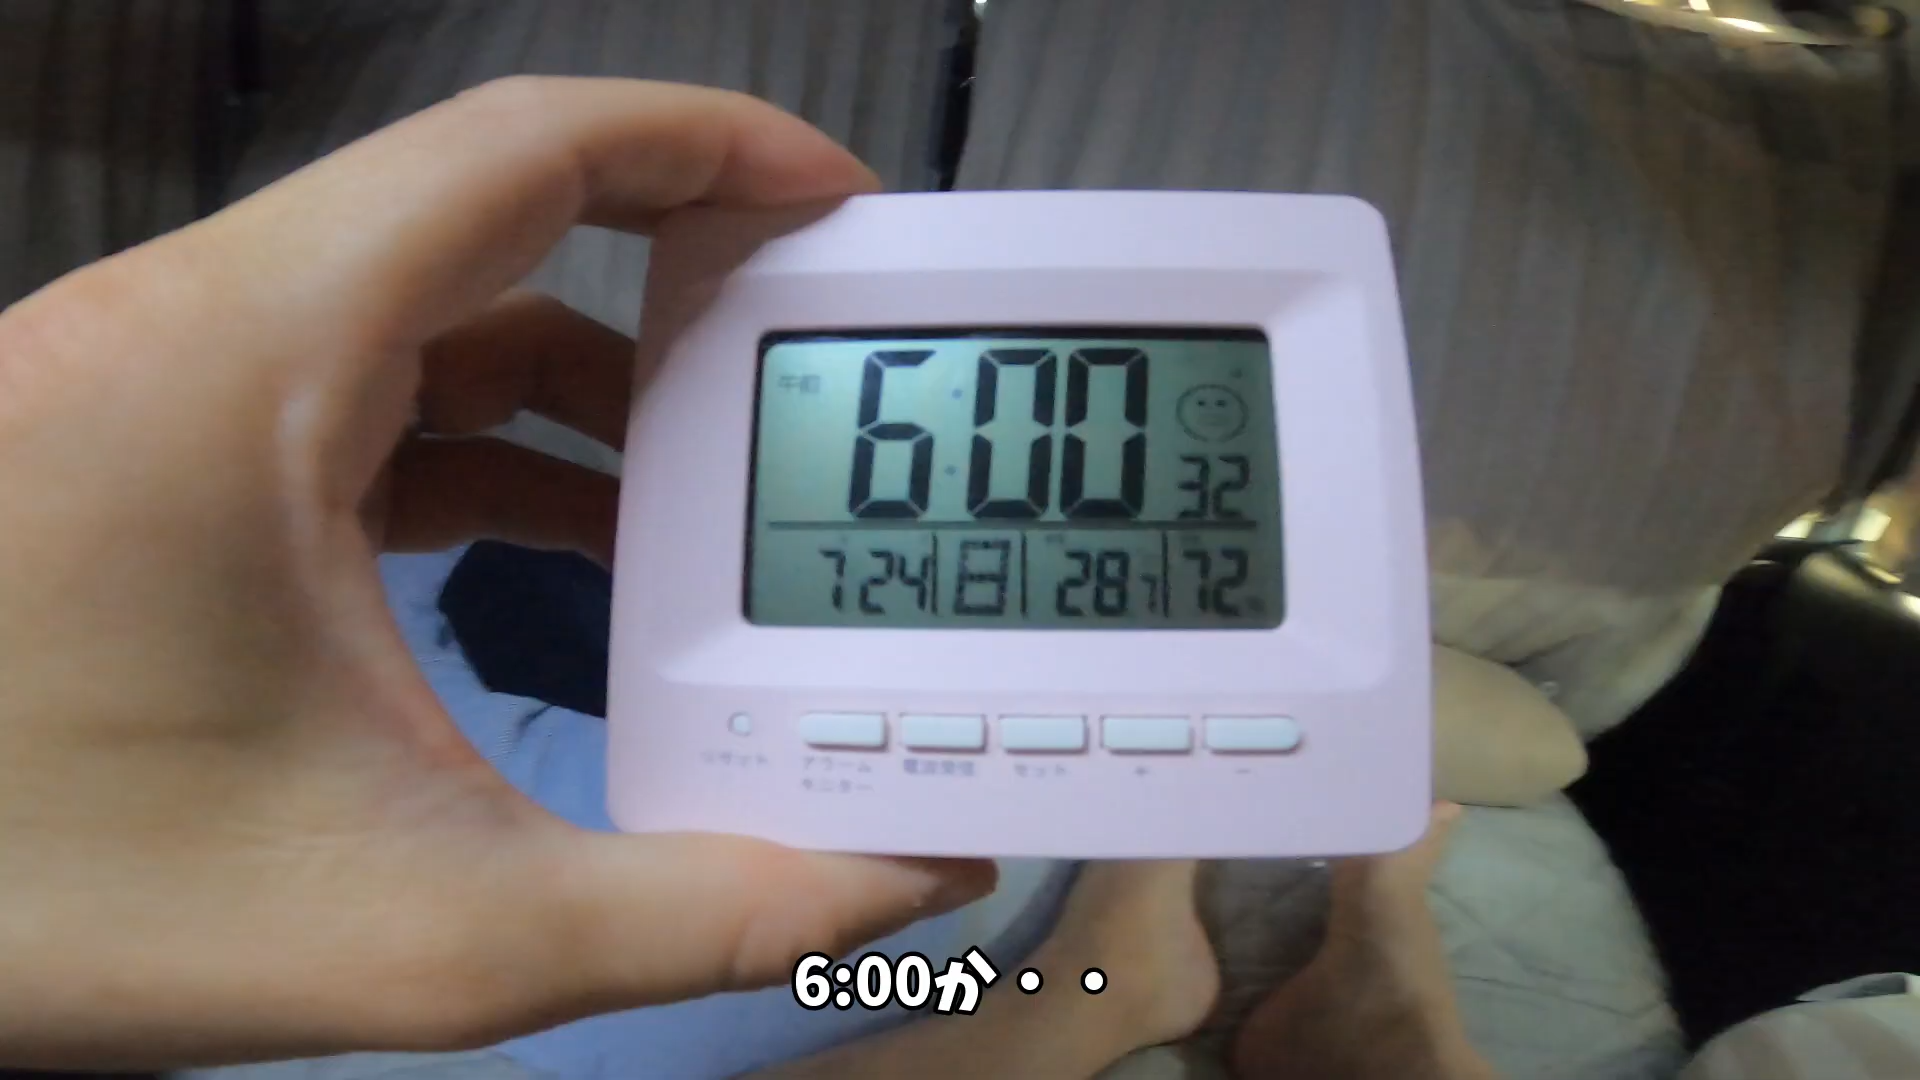 午前 6:00 32
7 24 日 28.7 72%
リセット アラームモニター 電波受信 セット + −
6:00か・・